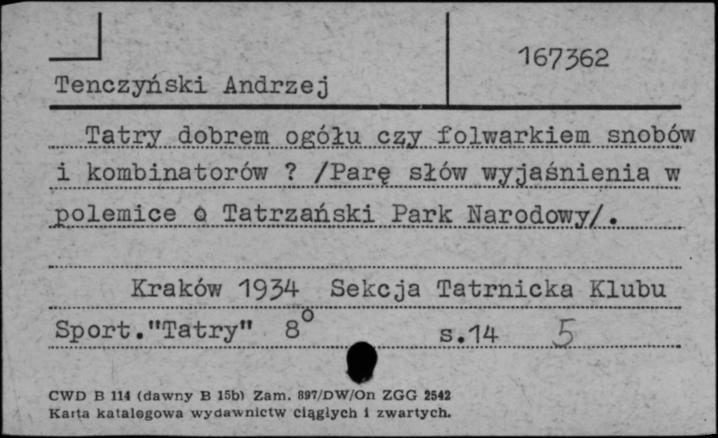 167362
Tenczyński Andrzej
Tatry dobrem ogółu czy folwarkiem snobów
i kombinatorów ? /Parę słów wyjaśnienia w
polemice o Tatrzański Park Narodowy/.
Kraków 1934 Sekcja Tatrnicka Klubu
Sport."Tatry" 8° s.14 5
CWD B 114 (dawny B 15b) Zam. 897/DW/On ZGG 2542
Karta katalogowa wydawnictw ciągłych i zwartych.